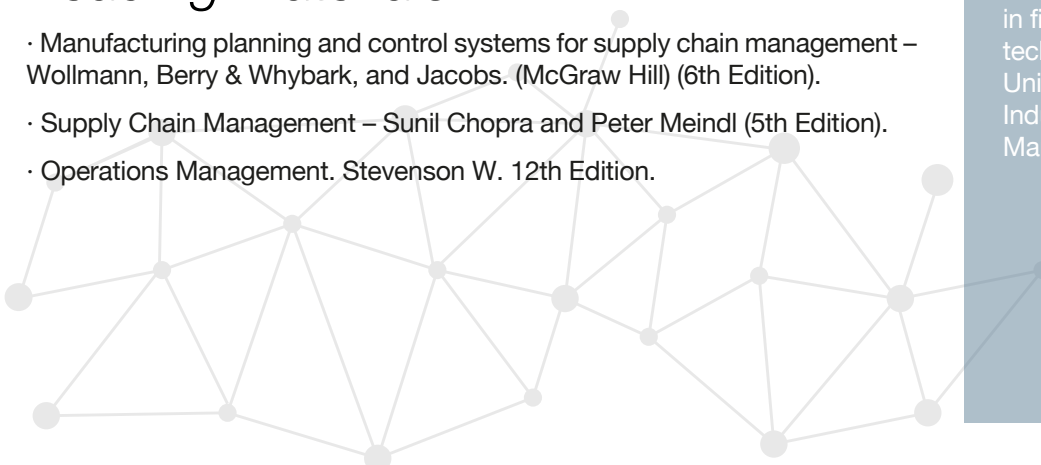 · Manufacturing planning and control systems for supply chain management –
Wollmann, Berry & Whybark, and Jacobs. (McGraw Hill) (6th Edition).
· Supply Chain Management – Sunil Chopra and Peter Meindl (5th Edition).
· Operations Management. Stevenson W. 12th Edition.
in